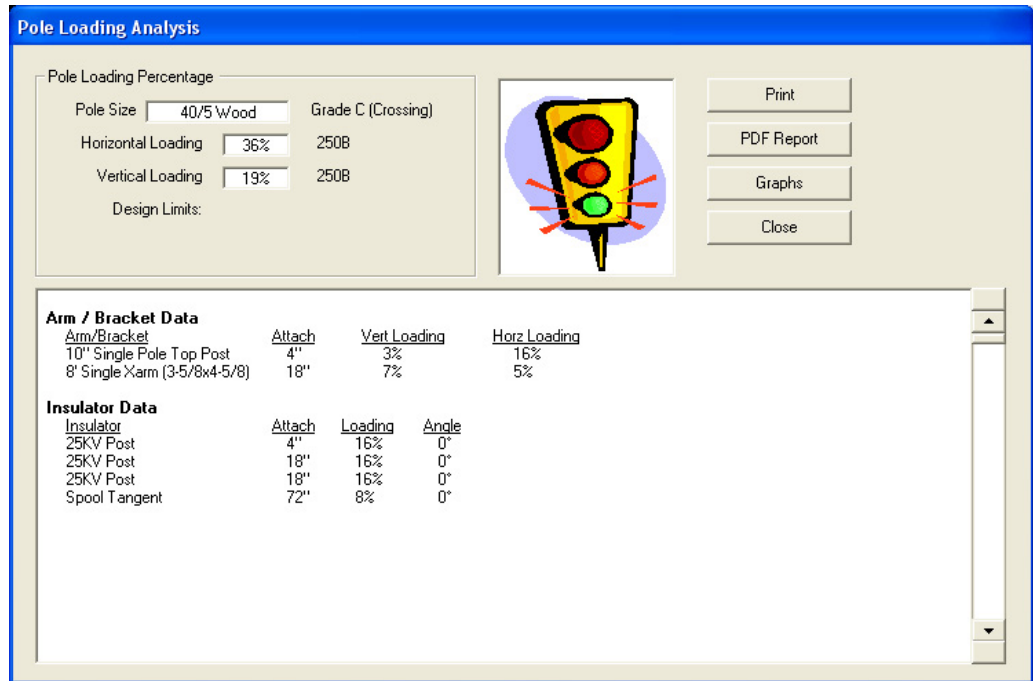 Pole Loading Analysis
Pole Loading Percentage
Pole Size 40/5 Wood Grade C (Crossing)
Horizontal Loading 36% 250B
Vertical Loading 19% 250B
Design Limits:
Print
PDF Report
Graphs
Close
Arm / Bracket Data
Arm/Bracket Attach Vert Loading Horz Loading
10" Single Pole Top Post 4" 3% 16%
8' Single Xarm (3-5/8x4-5/8) 18" 7% 5%
Insulator Data
Insulator Attach Loading Angle
25KV Post 4" 16% 0°
25KV Post 18" 16% 0°
25KV Post 18" 16% 0°
Spool Tangent 72" 8% 0°